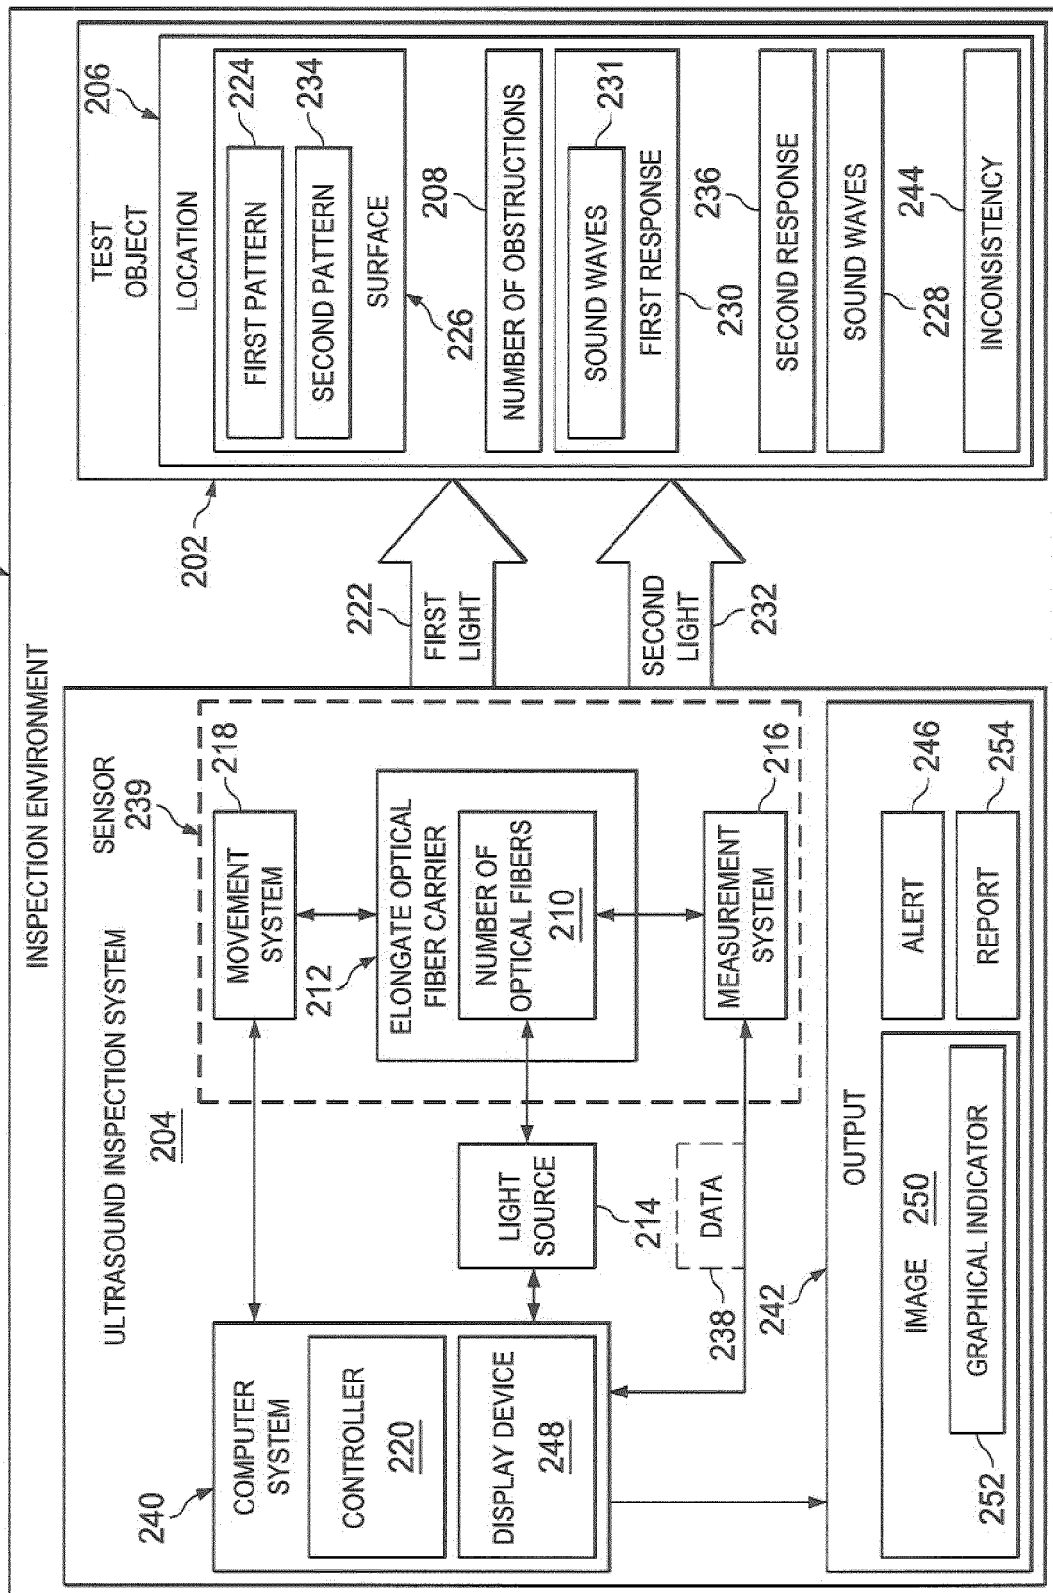 INSPECTION ENVIRONMENT
ULTRASOUND INSPECTION SYSTEM
204
SENSOR
239
240
COMPUTER
SYSTEM
CONTROLLER
220
DISPLAY DEVICE
248
LIGHT
SOURCE
214
DATA
238
MOVEMENT
SYSTEM
218
212
ELONGATE OPTICAL
FIBER CARRIER
NUMBER OF
OPTICAL FIBERS
210
MEASUREMENT
SYSTEM
216
242
OUTPUT
IMAGE
250
GRAPHICAL INDICATOR
252
ALERT
246
REPORT
254
222
FIRST
LIGHT
SECOND
LIGHT
232
202
TEST
OBJECT
206
LOCATION
FIRST PATTERN
224
SECOND PATTERN
234
SURFACE
226
NUMBER OF OBSTRUCTIONS
208
SOUND WAVES
231
FIRST RESPONSE
230
SECOND RESPONSE
236
SOUND WAVES
228
INCONSISTENCY
244